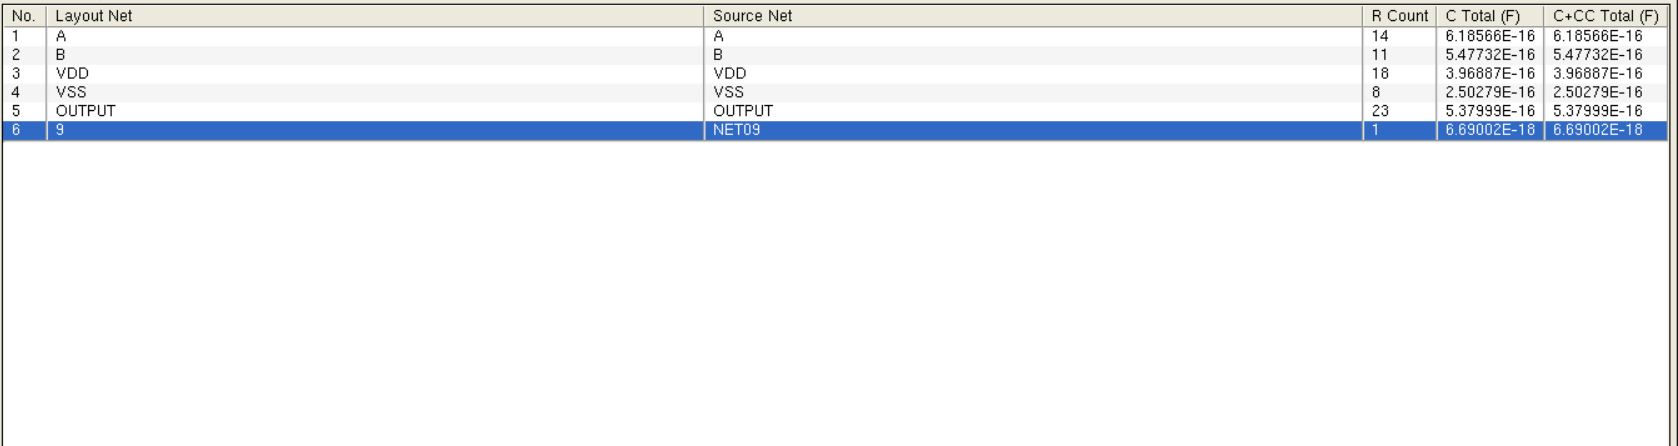 No. Layout Net Source Net R Count C Total (F) C+CC Total (F)
1 A A 14 6.18566E-16 6.18566E-16
2 B B 11 5.47732E-16 5.47732E-16
3 VDD VDD 18 3.96887E-16 3.96887E-16
4 VSS VSS 8 2.50279E-16 2.50279E-16
5 OUTPUT OUTPUT 23 5.37999E-16 5.37999E-16
6 9 NET09 1 6.69002E-18 6.69002E-18